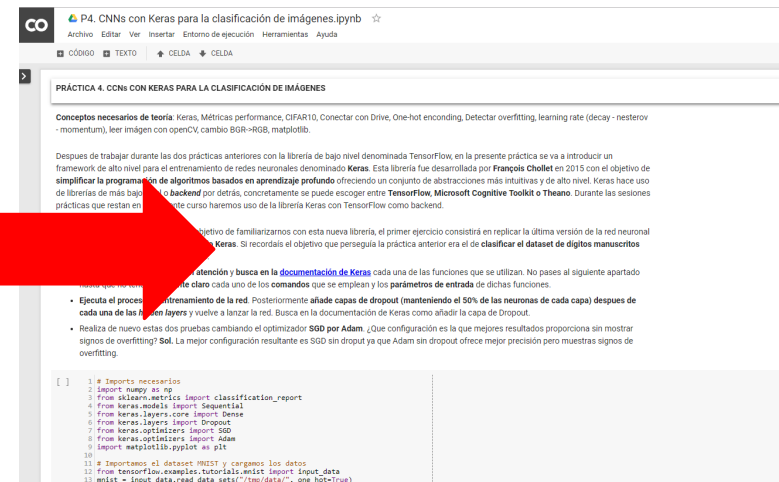 CO
P4. CNNs con Keras para la clasificación de imágenes.ipynb
Archivo Editar Ver Insertar Entorno de ejecución Herramientas Ayuda
CÓDIGO TEXTO CELDA CELDA
PRÁCTICA 4. CCNs CON KERAS PARA LA CLASIFICACIÓN DE IMÁGENES
Conceptos necesarios de teoría: Keras, Métricas performance, CIFAR10, Conectar con Drive, One-hot enconding, Detectar overfitting, learning rate (decay - nesterov
- momentum), leer imágen con openCV, cambio BGR->RGB, matplotlib.
Despues de trabajar durante las dos prácticas anteriores con la librería de bajo nivel denominada TensorFlow, en la presente práctica se va a introducir un
framework de alto nivel para el entrenamiento de redes neuronales denominado Keras. Esta librería fue desarrollada por François Chollet en 2015 con el objetivo de
simplificar la programación de algoritmos basados en aprendizaje profundo ofreciendo un conjunto de abstracciones más intuitivas y de alto nivel. Keras hace uso
de librerías de más bajo o backend por detrás, concretamente se puede escoger entre TensorFlow, Microsoft Cognitive Toolkit o Theano. Durante las sesiones
prácticas que restan en curso haremos uso de la librería Keras con TensorFlow como backend.
de familiarizarnos con esta nueva librería, el primer ejercicio consistirá en replicar la última versión de la red neuronal
Keras. Si recordaís el objetivo que perseguía la práctica anterior era el de clasificar el dataset de dígitos manuscritos
atención y busca en la documentación de Keras cada una de las funciones que se utilizan. No pases al siguiente apartado
hasta que no claro cada uno de los comandos que se emplean y los parámetros de entrada de dichas funciones.
• Ejecuta el entrenamiento de la red. Posteriormente añade capas de dropout (manteniendo el 50% de las neuronas de cada capa) despues de
cada una de las layers y vuelve a lanzar la red. Busca en la documentación de Keras como añadir la capa de Dropout.
• Realiza de nuevo estas dos pruebas cambiando el optimizador SGD por Adam. ¿Que configuración es la que mejores resultados proporciona sin mostrar
signos de overfitting? Sol. La mejor configuración resultante es SGD sin droput ya que Adam sin dropout ofrece mejor precisión pero muestras signos de
overfitting.
[ ] 1 # Imports necesarios
2 import numpy as np
3 from sklearn.metrics import classification_report
4 from keras.models import Sequential
5 from keras.layers.core import Dense
6 from keras.layers import Dropout
7 from keras.optimizers import SGD
8 from keras.optimizers import Adam
9 import matplotlib.pyplot as plt
10
11 # Importamos el dataset MNIST y cargamos los datos
12 from tensorflow.examples.tutorials.mnist import input_data
13 mnist = input_data.read_data_sets("/tmp/data/", one_hot=True)